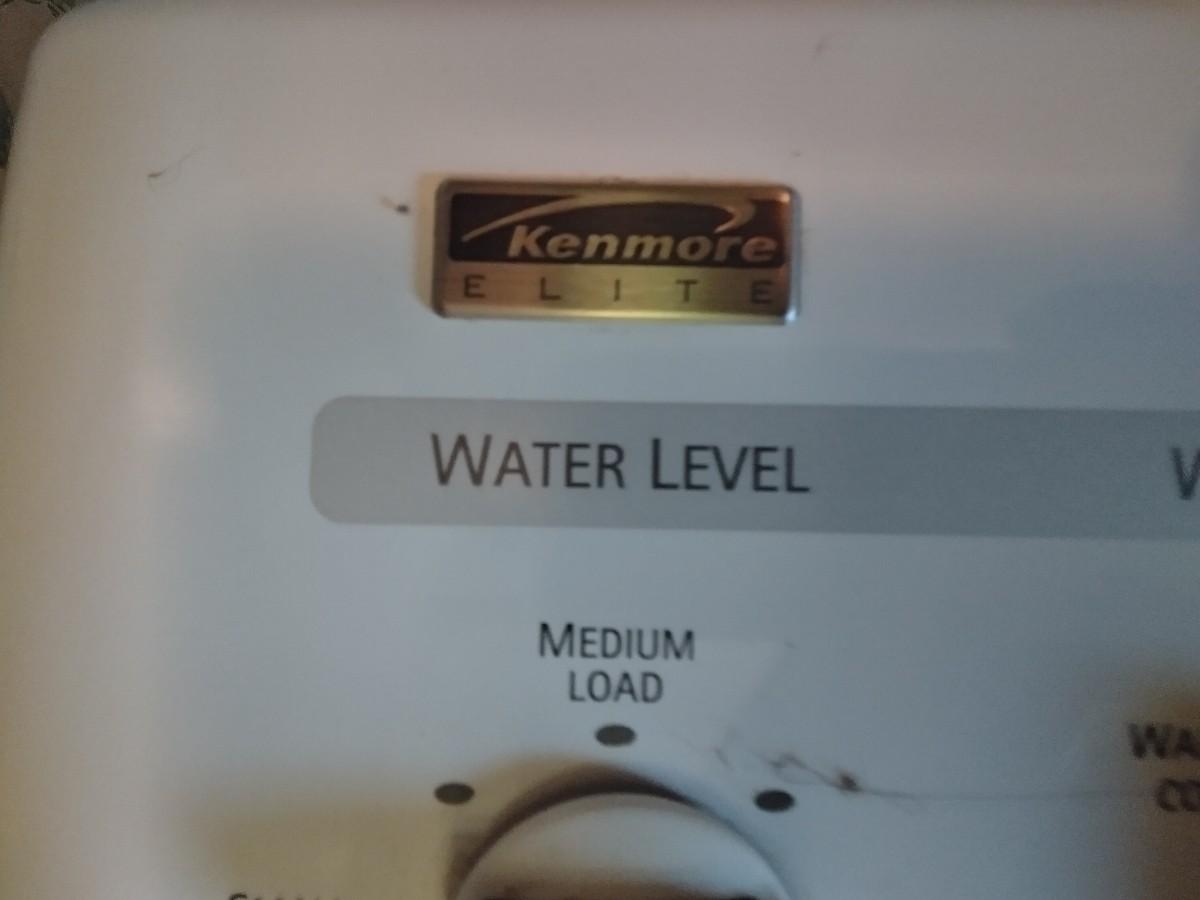 Kenmore
ELITE
WATER LEVEL
MEDIUM
LOAD